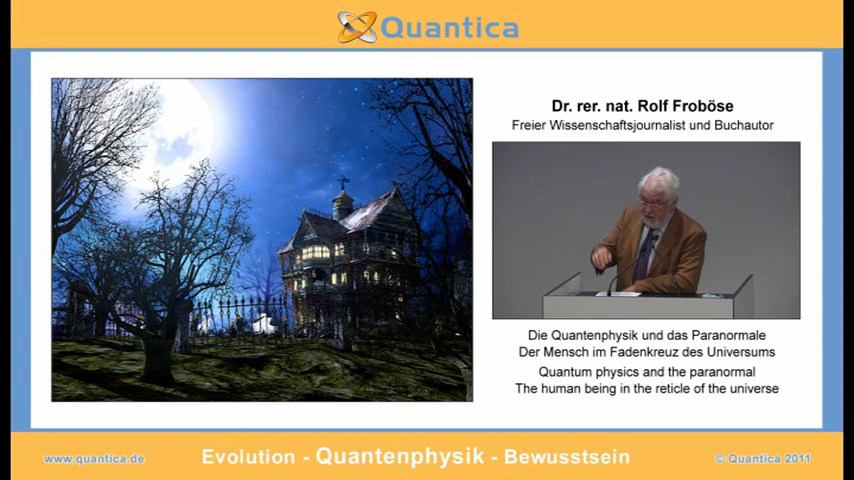 Quantica
Dr. rer. nat. Rolf Froböse
Freier Wissenschaftsjournalist und Buchautor
Die Quantenphysik und das Paranormale
Der Mensch im Fadenkreuz des Universums
Quantum physics and the paranormal
The human being in the reticle of the universe
www.quantica.de
Evolution - Quantenphysik - Bewusstsein
© Quantica 2011